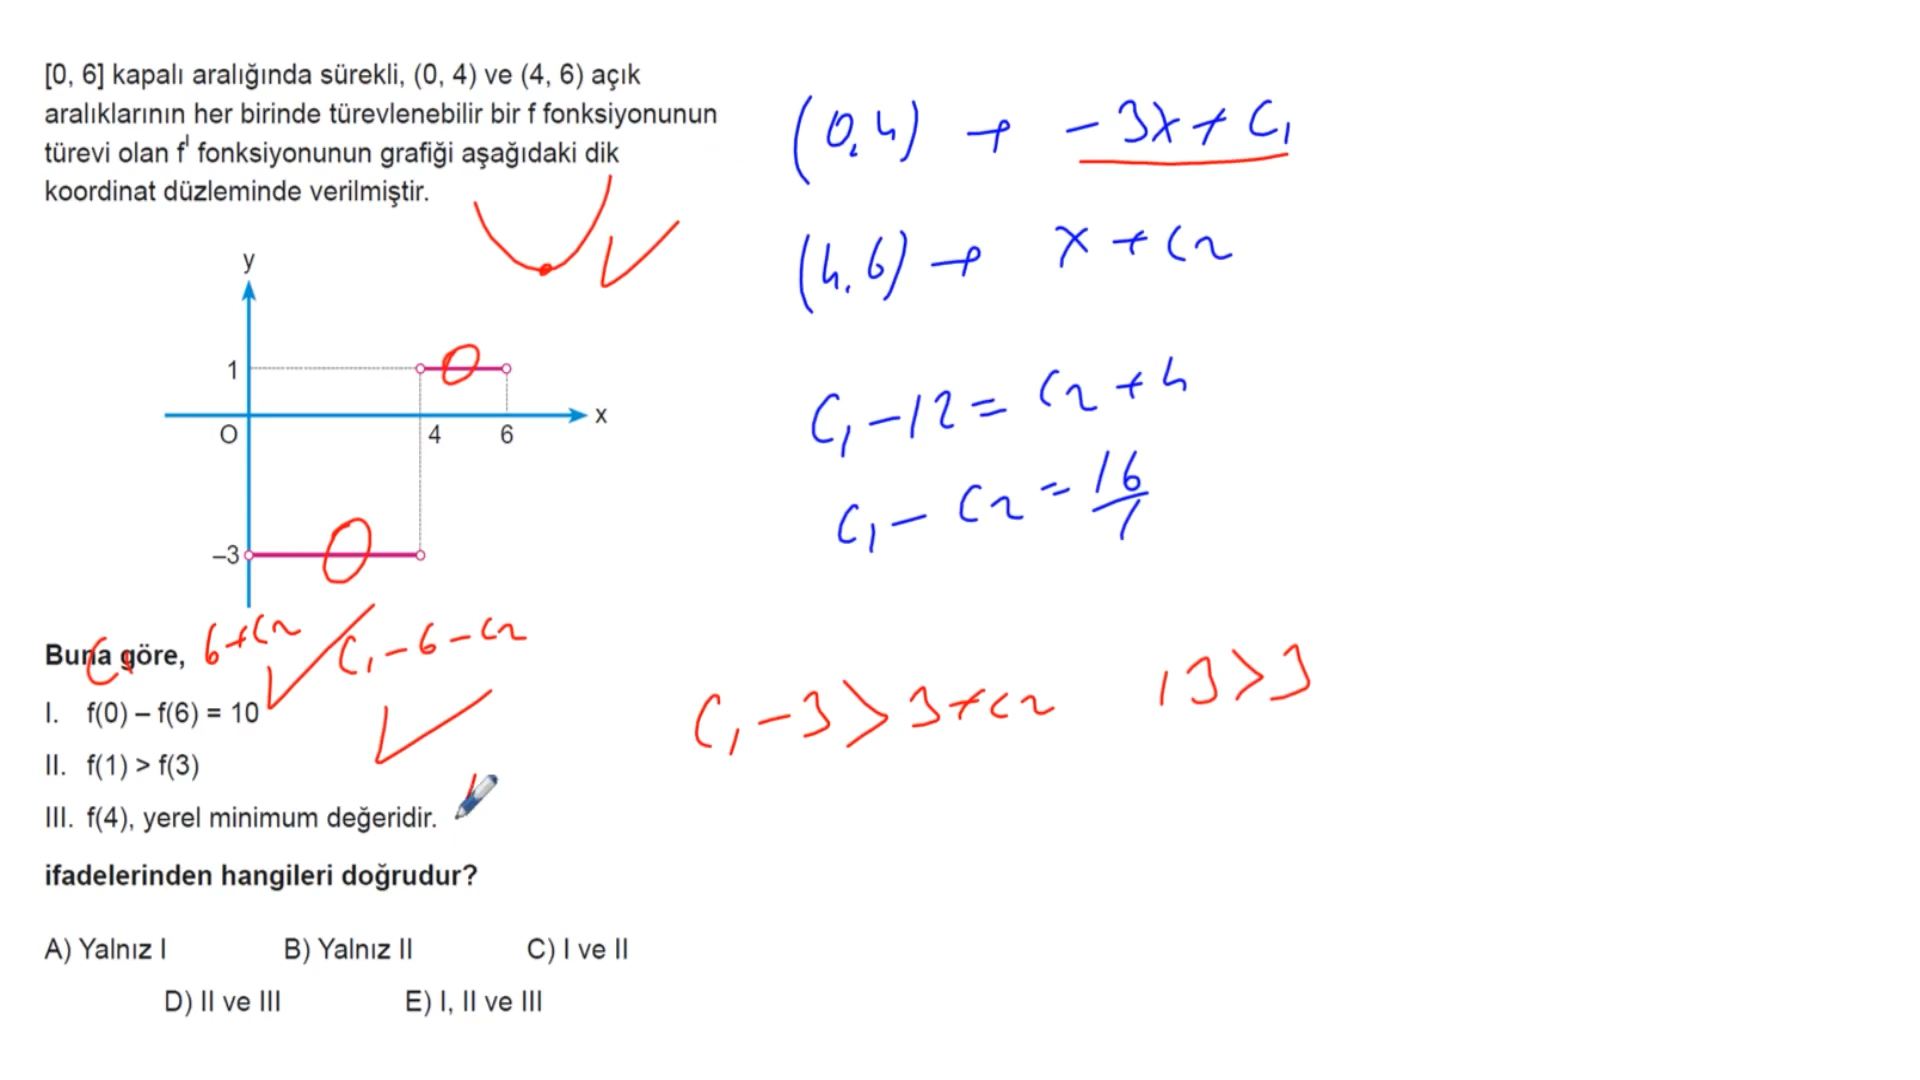 [0, 6] kapalı aralığında sürekli, (0, 4) ve (4, 6) açık
aralıklarının her birinde türevlenebilir bir f fonksiyonunun
türevi olan f' fonksiyonunun grafiği aşağıdaki dik
koordinat düzleminde verilmiştir.
y
1
O
4
6
x
–3
Buna göre,
C1
6+C2
C1-6-C2
I. f(0) – f(6) = 10
II. f(1) > f(3)
III. f(4), yerel minimum değeridir.
ifadelerinden hangileri doğrudur?
A) Yalnız I B) Yalnız II C) I ve II
D) II ve III E) I, II ve III
(0,4) → -3x+C1
(4,6) → x+C2
C1-12=C2+4
C1-C2=16
C1-3>3+C2 13>3